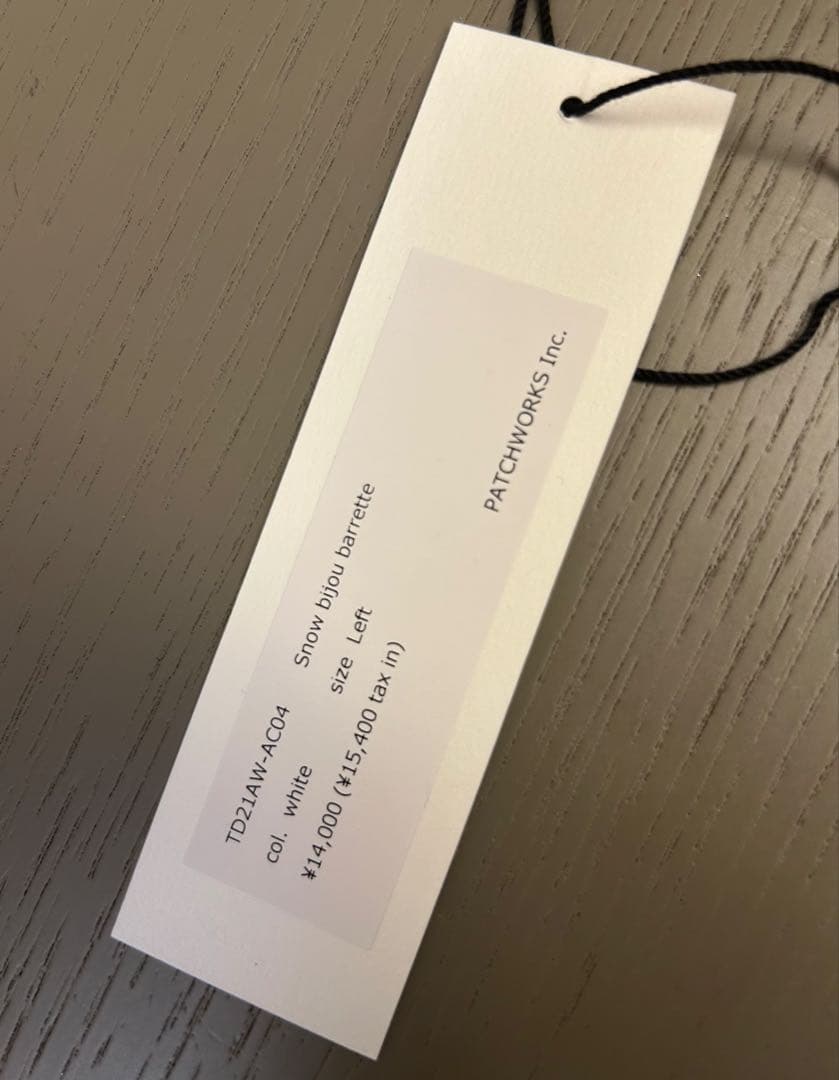 TD21AW-AC04 Snow bijou barrette
col. white size Left
¥14,000 (¥15,400 tax in)
PATCHWORKS Inc.